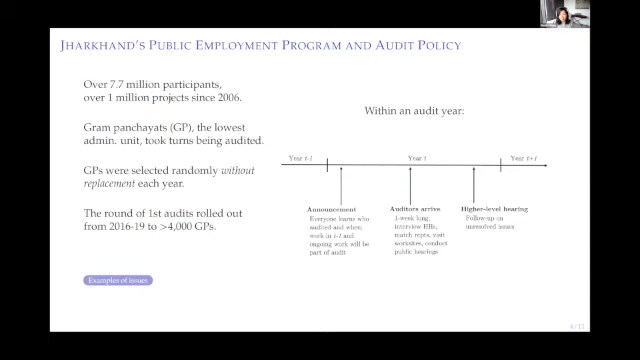 JHARKHAND'S PUBLIC EMPLOYMENT PROGRAM AND AUDIT POLICY
Over 7.7 million participants,
over 1 million projects since 2006.
Gram panchayats (GP), the lowest
admin. unit, took turns being audited.
GPs were selected randomly without
replacement each year.
The round of 1st audits rolled out
from 2016-19 to >4,000 GPs.
Examples of issues
Within an audit year:
Year t-1
Year t
Year t+1
Announcement
Everyone learns who
audited and when;
work in t-1 and
ongoing work will be
part of audit
Auditors arrive
1-week long:
interview HHs,
match repts, visit
worksites, conduct
public hearings
Higher-level hearing
Follow-up on
unresolved issues